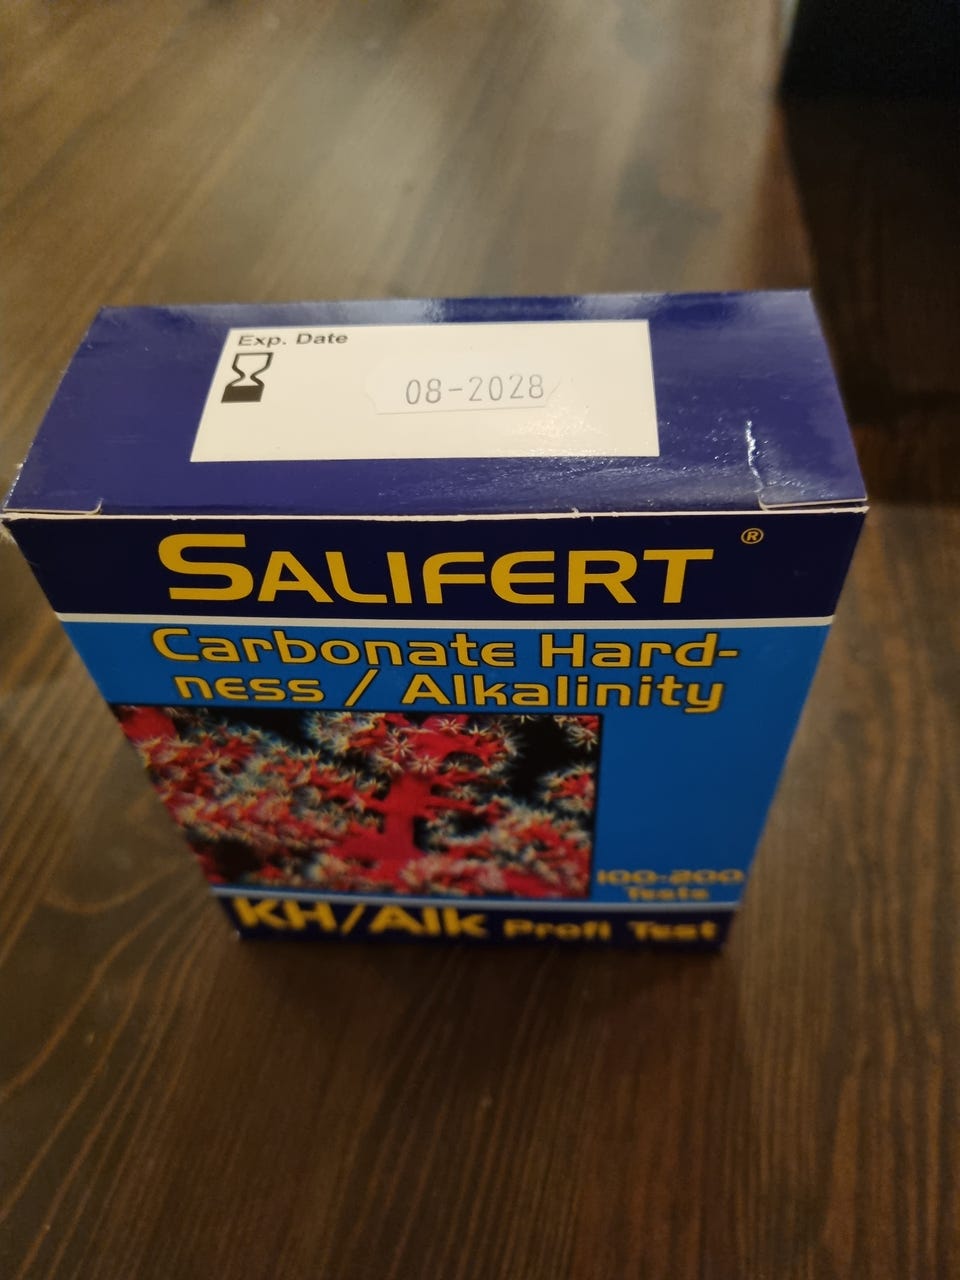 Exp. Date
08-2028
SALIFERT ®
Carbonate Hard-
ness / Alkalinity
100-200
Tests
KH/Alk Profi Test